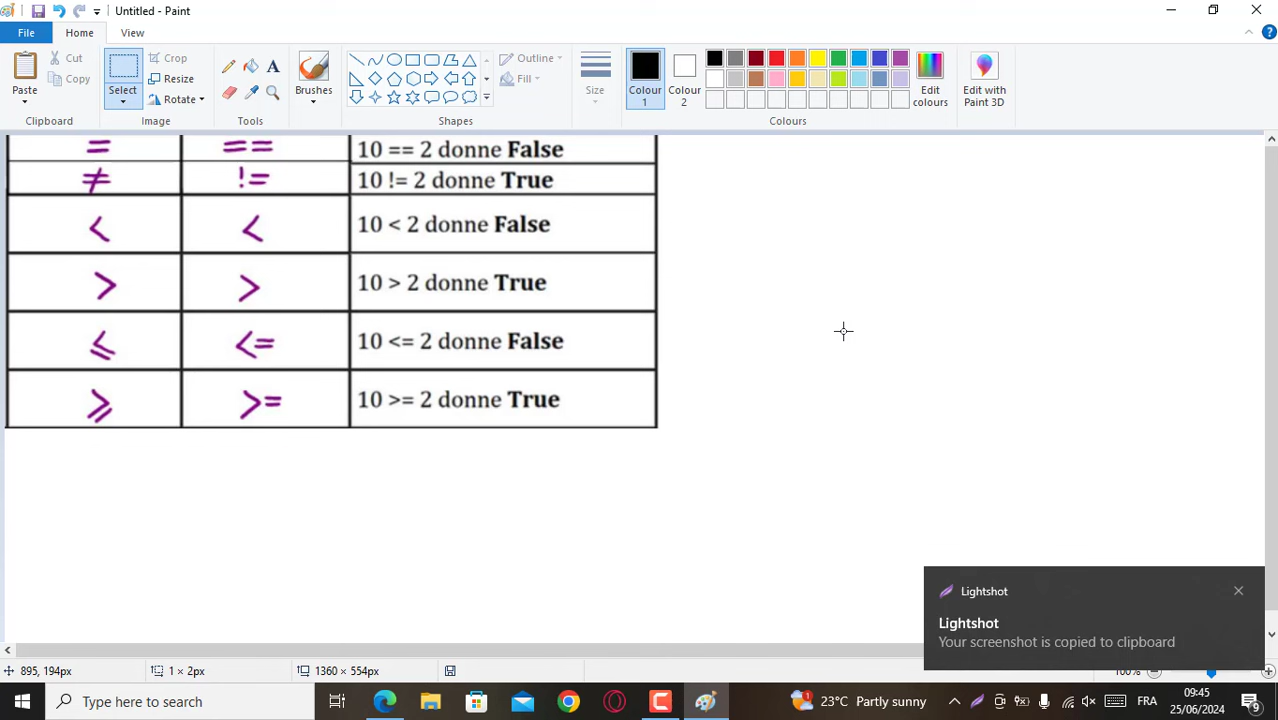 Untitled - Paint
File Home View
Paste
Cut
Copy
Clipboard
Select
Crop
Resize
Rotate
Image
A
Tools
Brushes
Shapes
Outline
Fill
Size
Colour 1
Colour 2
Edit colours
Colours
Edit with Paint 3D
= == 10 == 2 donne False
≠ != 10 != 2 donne True
< < 10 < 2 donne False
> > 10 > 2 donne True
⩽ <= 10 <= 2 donne False
⩾ >= 10 >= 2 donne True
Lightshot
Lightshot
Your screenshot is copied to clipboard
895, 194px 1 × 2px 1360 × 554px 100%
Type here to search
23°C Partly sunny
FRA
09:45
25/06/2024
9